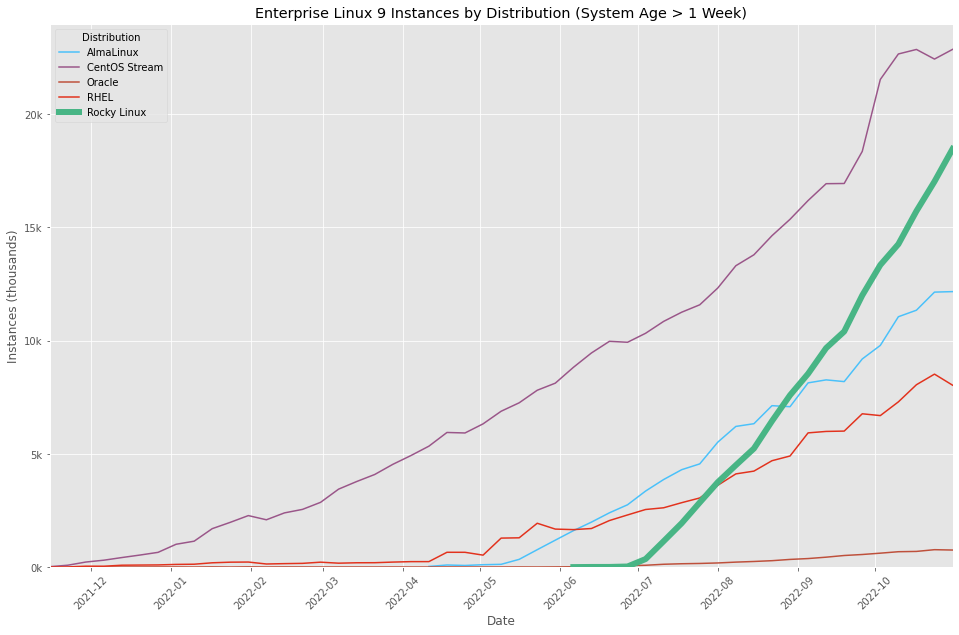 Enterprise Linux 9 Instances by Distribution (System Age > 1 Week)
Distribution
AlmaLinux
CentOS Stream
Oracle
RHEL
Rocky Linux
20k
15k
10k
5k
0k
Instances (thousands)
2021-12
2022-01
2022-02
2022-03
2022-04
2022-05
2022-06
2022-07
2022-08
2022-09
2022-10
Date